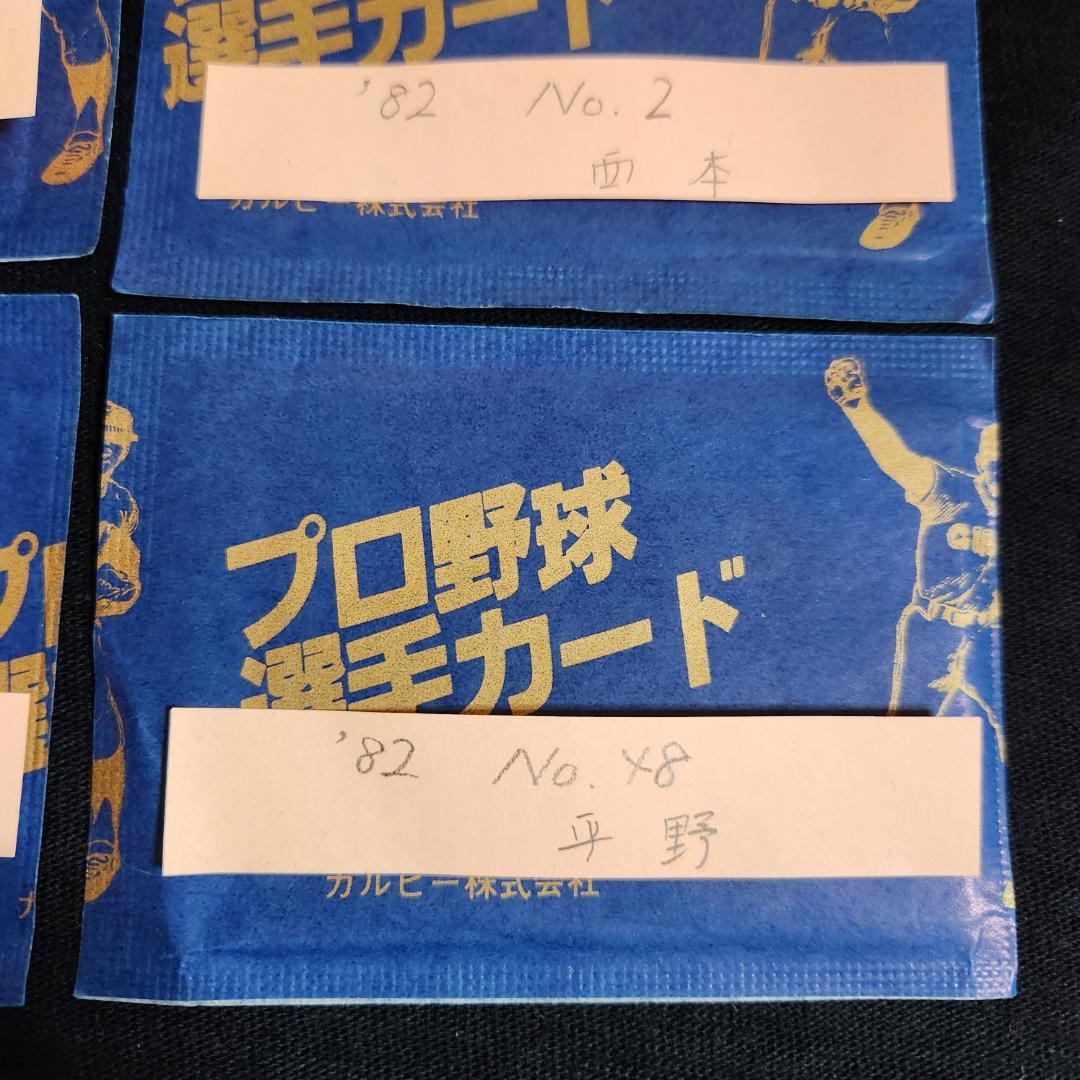 選手カード
'82 No. 2
西本
カルビー株式会社
プロ野球
選手カード
'82 No. 48
平野
カルビー株式会社